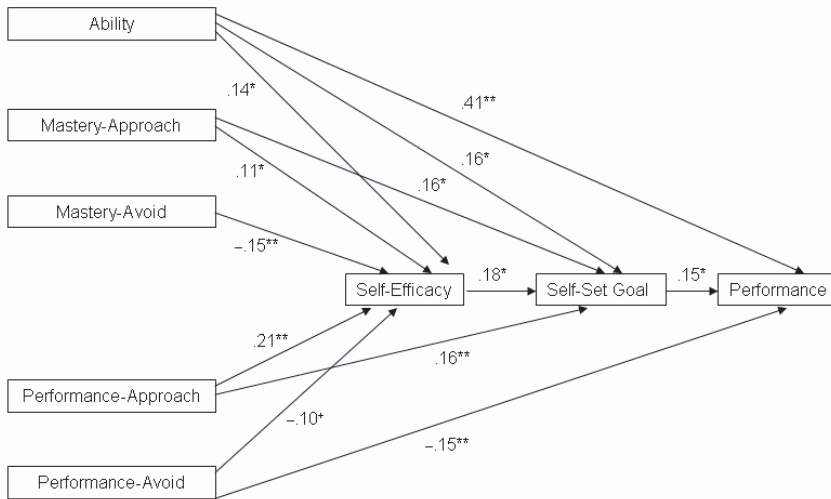 Ability
.14*
.41**
Mastery-Approach
.16*
.11*
.16*
Mastery-Avoid
–.15**
Self-Efficacy
.18*
Self-Set Goal
.15*
Performance
.21**
.16**
Performance-Approach
–.10+
–.15**
Performance-Avoid